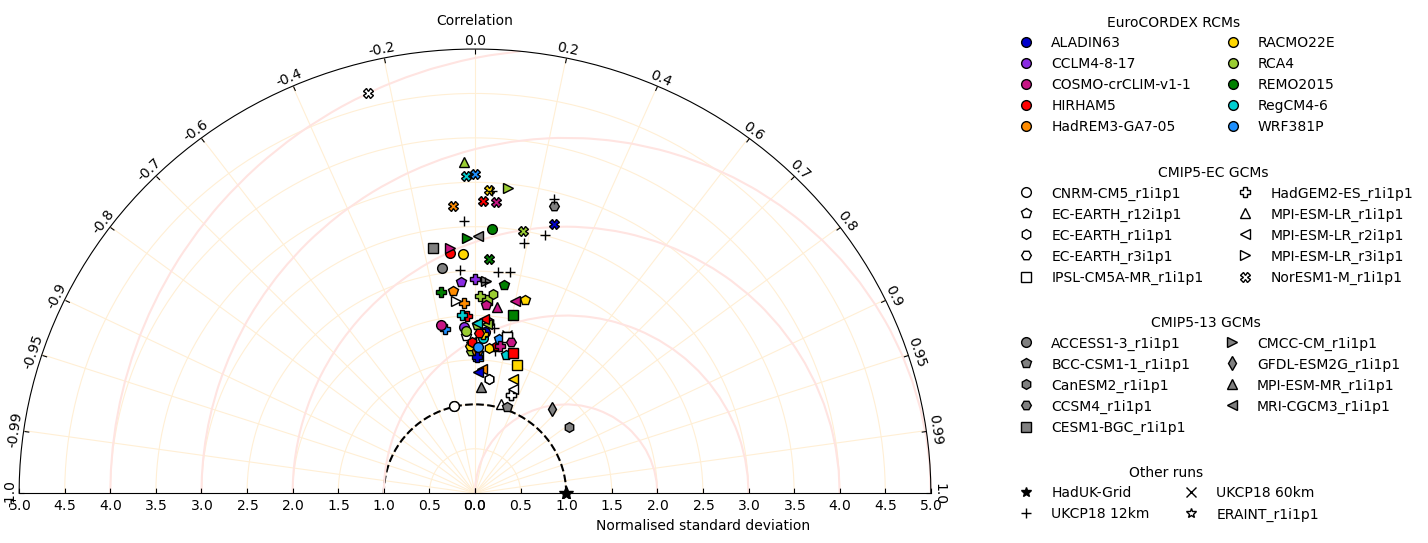 Correlation
-0.2 0.0 0.2
-0.4 0.4
-0.6 0.6
-0.7 0.7
-0.8 0.8
-0.9 0.9
-0.95 0.95
-0.99 0.99
-1.0 1.0
5.0 4.5 4.0 3.5 3.0 2.5 2.0 1.5 1.0 0.5 0.0 0.5 1.0 1.5 2.0 2.5 3.0 3.5 4.0 4.5 5.0
Normalised standard deviation
EuroCORDEX RCMs
ALADIN63 RACMO22E
CCLM4-8-17 RCA4
COSMO-crCLIM-v1-1 REMO2015
HIRHAM5 RegCM4-6
HadREM3-GA7-05 WRF381P
CMIP5-EC GCMs
CNRM-CM5_r1i1p1 HadGEM2-ES_r1i1p1
EC-EARTH_r12i1p1 MPI-ESM-LR_r1i1p1
EC-EARTH_r1i1p1 MPI-ESM-LR_r2i1p1
EC-EARTH_r3i1p1 MPI-ESM-LR_r3i1p1
IPSL-CM5A-MR_r1i1p1 NorESM1-M_r1i1p1
CMIP5-13 GCMs
ACCESS1-3_r1i1p1 CMCC-CM_r1i1p1
BCC-CSM1-1_r1i1p1 GFDL-ESM2G_r1i1p1
CanESM2_r1i1p1 MPI-ESM-MR_r1i1p1
CCSM4_r1i1p1 MRI-CGCM3_r1i1p1
CESM1-BGC_r1i1p1
Other runs
HadUK-Grid UKCP18 60km
UKCP18 12km ERAINT_r1i1p1